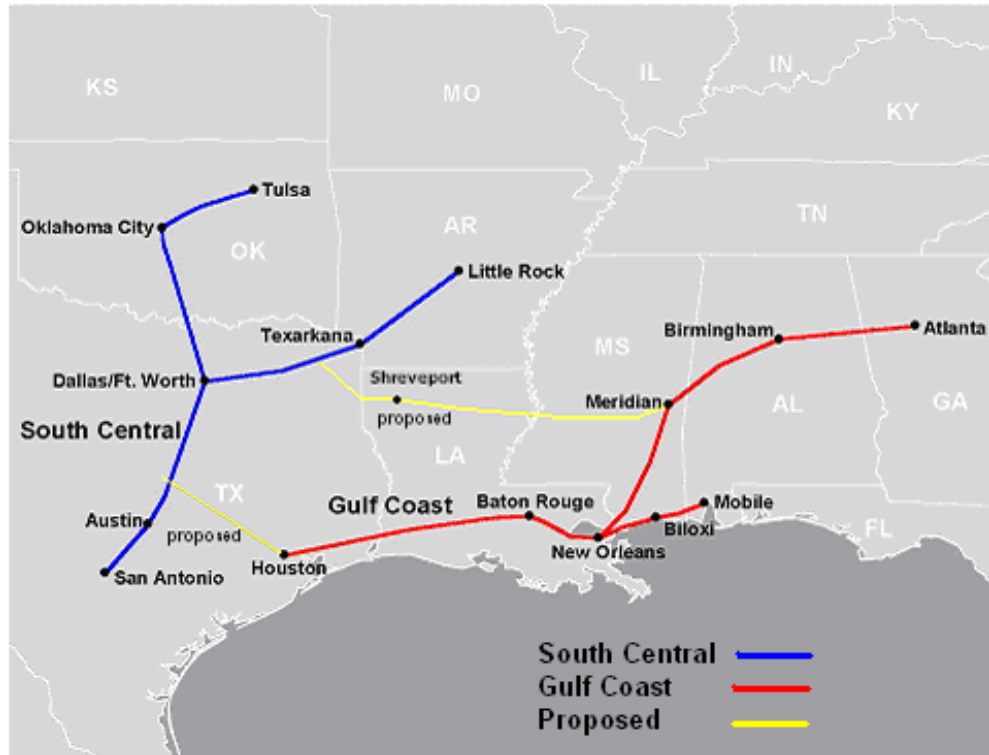 IL
IN
KS
MO
KY
Tulsa
TN
Oklahoma City
AR
OK
Little Rock
Texarkana
Birmingham
Atlanta
MS
Shreveport
Dallas/Ft. Worth
Meridian
AL
GA
proposed
South Central
LA
TX
Gulf Coast
Baton Rouge
Mobile
Austin
proposed
Biloxi
FL
New Orleans
Houston
San Antonio
South Central
Gulf Coast
Proposed